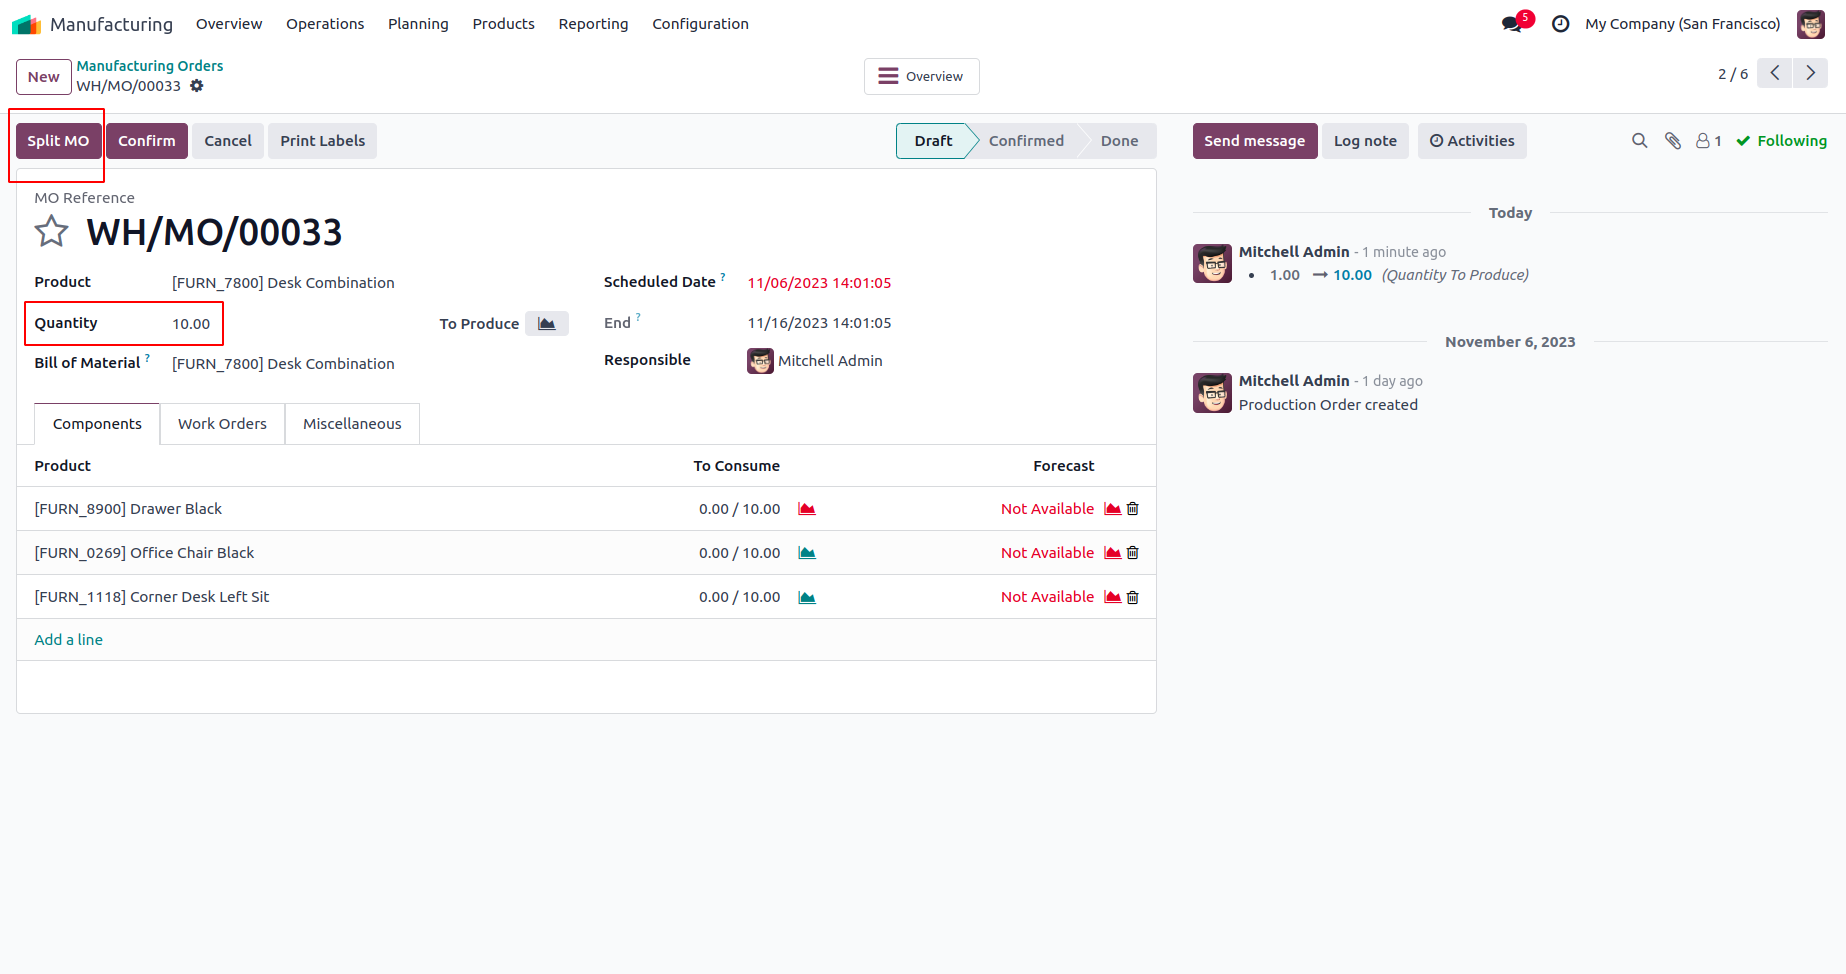 Manufacturing Overview Operations Planning Products Reporting Configuration 5 My Company (San Francisco)
New Manufacturing Orders
WH/MO/00033
Overview
2 / 6
Split MO Confirm Cancel Print Labels Draft Confirmed Done
Send message Log note Activities 1 Following
MO Reference
WH/MO/00033
Product [FURN_7800] Desk Combination
Quantity 10.00 To Produce
Bill of Material ? [FURN_7800] Desk Combination
Scheduled Date ? 11/06/2023 14:01:05
End ? 11/16/2023 14:01:05
Responsible Mitchell Admin
Components Work Orders Miscellaneous
Product To Consume Forecast
[FURN_8900] Drawer Black 0.00 / 10.00 Not Available
[FURN_0269] Office Chair Black 0.00 / 10.00 Not Available
[FURN_1118] Corner Desk Left Sit 0.00 / 10.00 Not Available
Add a line
Today
Mitchell Admin - 1 minute ago
• 1.00 → 10.00 (Quantity To Produce)
November 6, 2023
Mitchell Admin - 1 day ago
Production Order created